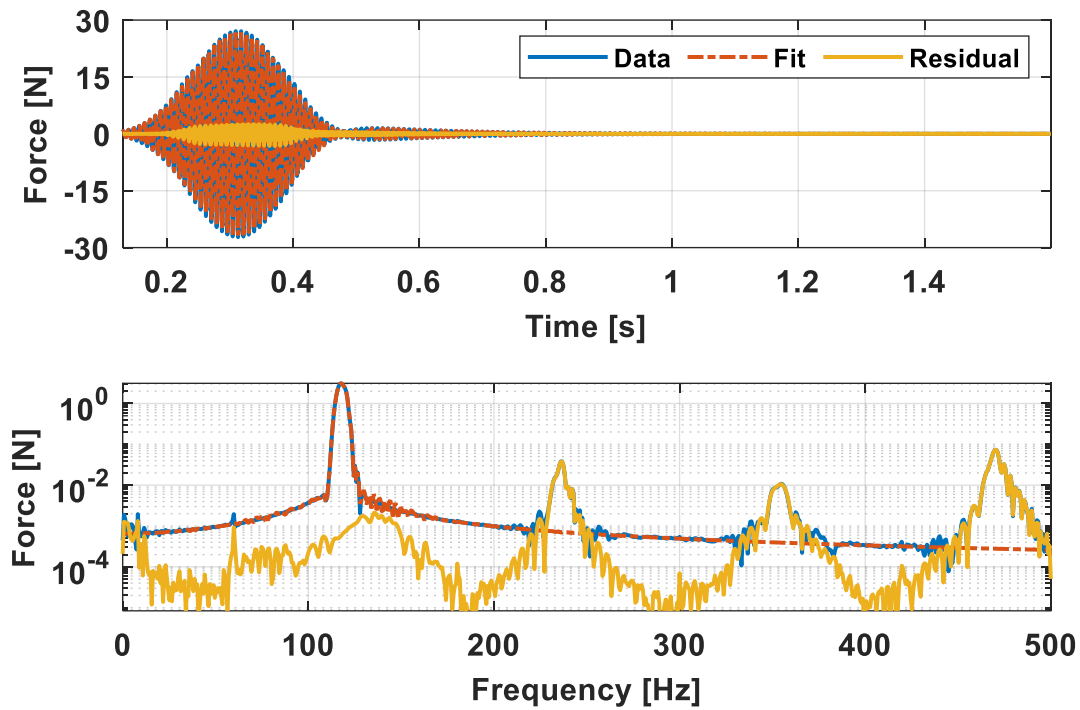 30
15
0
-15
-30
Force [N]
Data Fit Residual
0.2 0.4 0.6 0.8 1 1.2 1.4
Time [s]
10^0
10^-2
10^-4
Force [N]
0 100 200 300 400 500
Frequency [Hz]